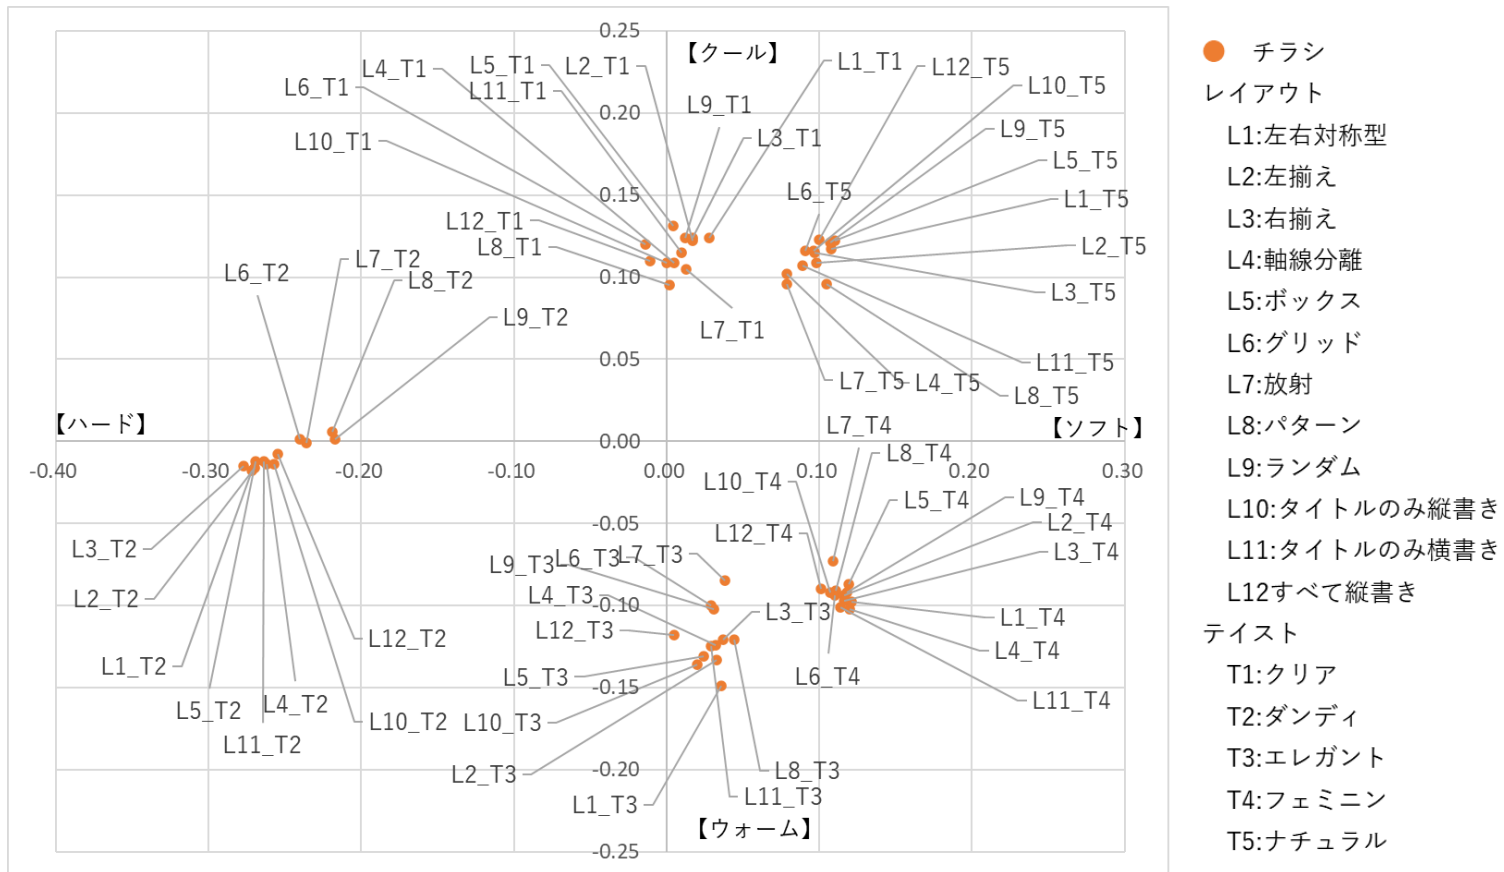 0.25
【クール】
L4_T1
L5_T1
L2_T1
L1_T1
L12_T5
L6_T1
L11_T1
L10_T5
0.20
L9_T1
L10_T1
L3_T1
L9_T5
L5_T5
0.15
L6_T5
L1_T5
L12_T1
L8_T1
L2_T5
L7_T2
L6_T2
L8_T2
0.10
L3_T5
L9_T2
L7_T1
0.05
L11_T5
L7_T5
L4_T5
L8_T5
【ハード】
0.00
L7_T4
【ソフト】
L8_T4
-0.40
-0.30
-0.20
-0.10
0.00
0.10
0.20
0.30
L10_T4
L5_T4
L9_T4
-0.05
L12_T4
L2_T4
L3_T2
L9_T3
L6_T3
L7_T3
L3_T4
L2_T2
L4_T3
-0.10
L3_T3
L1_T4
L12_T2
L12_T3
L4_T4
L1_T2
L5_T3
L6_T4
-0.15
L11_T4
L5_T2
L4_T2
L10_T2
L10_T3
L11_T2
L2_T3
-0.20
L8_T3
L1_T3
L11_T3
【ウォーム】
-0.25
チラシ
レイアウト
L1:左右対称型
L2:左揃え
L3:右揃え
L4:軸線分離
L5:ボックス
L6:グリッド
L7:放射
L8:パターン
L9:ランダム
L10:タイトルのみ縦書き
L11:タイトルのみ横書き
L12すべて縦書き
テイスト
T1:クリア
T2:ダンディ
T3:エレガント
T4:フェミニン
T5:ナチュラル